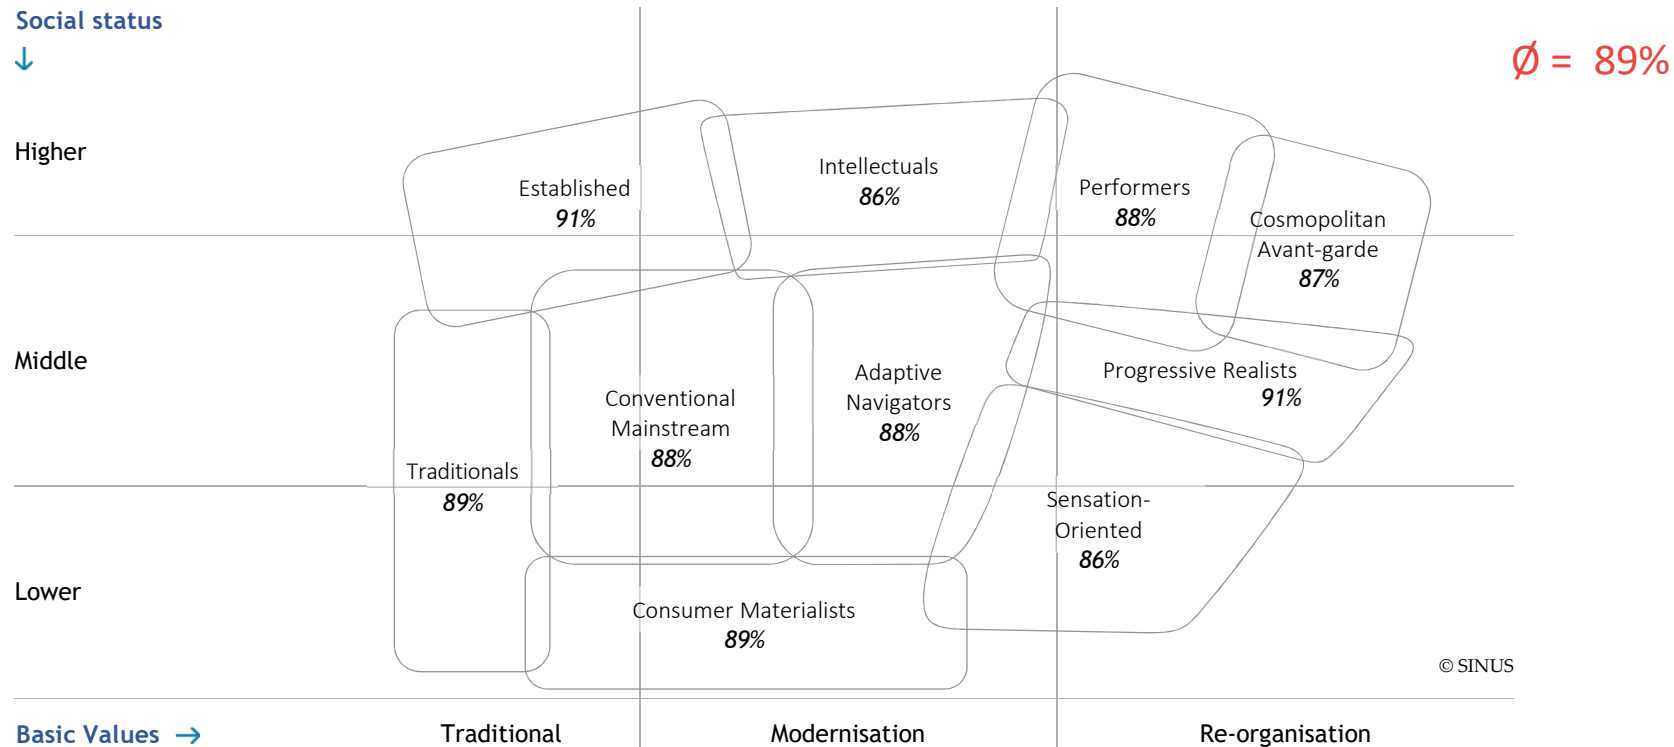 Social status
↓
Ø = 89%
Higher
Established
91%
Intellectuals
86%
Performers
88%
Cosmopolitan
Avant-garde
87%
Middle
Traditionals
89%
Conventional
Mainstream
88%
Adaptive
Navigators
88%
Progressive Realists
91%
Sensation-
Oriented
86%
Lower
Consumer Materialists
89%
© SINUS
Basic Values →
Traditional
Modernisation
Re-organisation